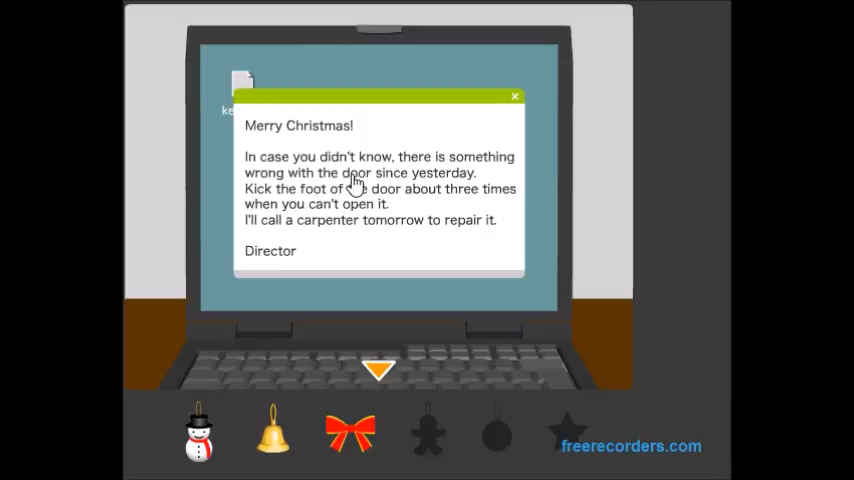 ke
Merry Christmas!
In case you didn't know, there is something
wrong with the door since yesterday.
Kick the foot of the door about three times
when you can't open it.
I'll call a carpenter tomorrow to repair it.
Director
freerecorders.com